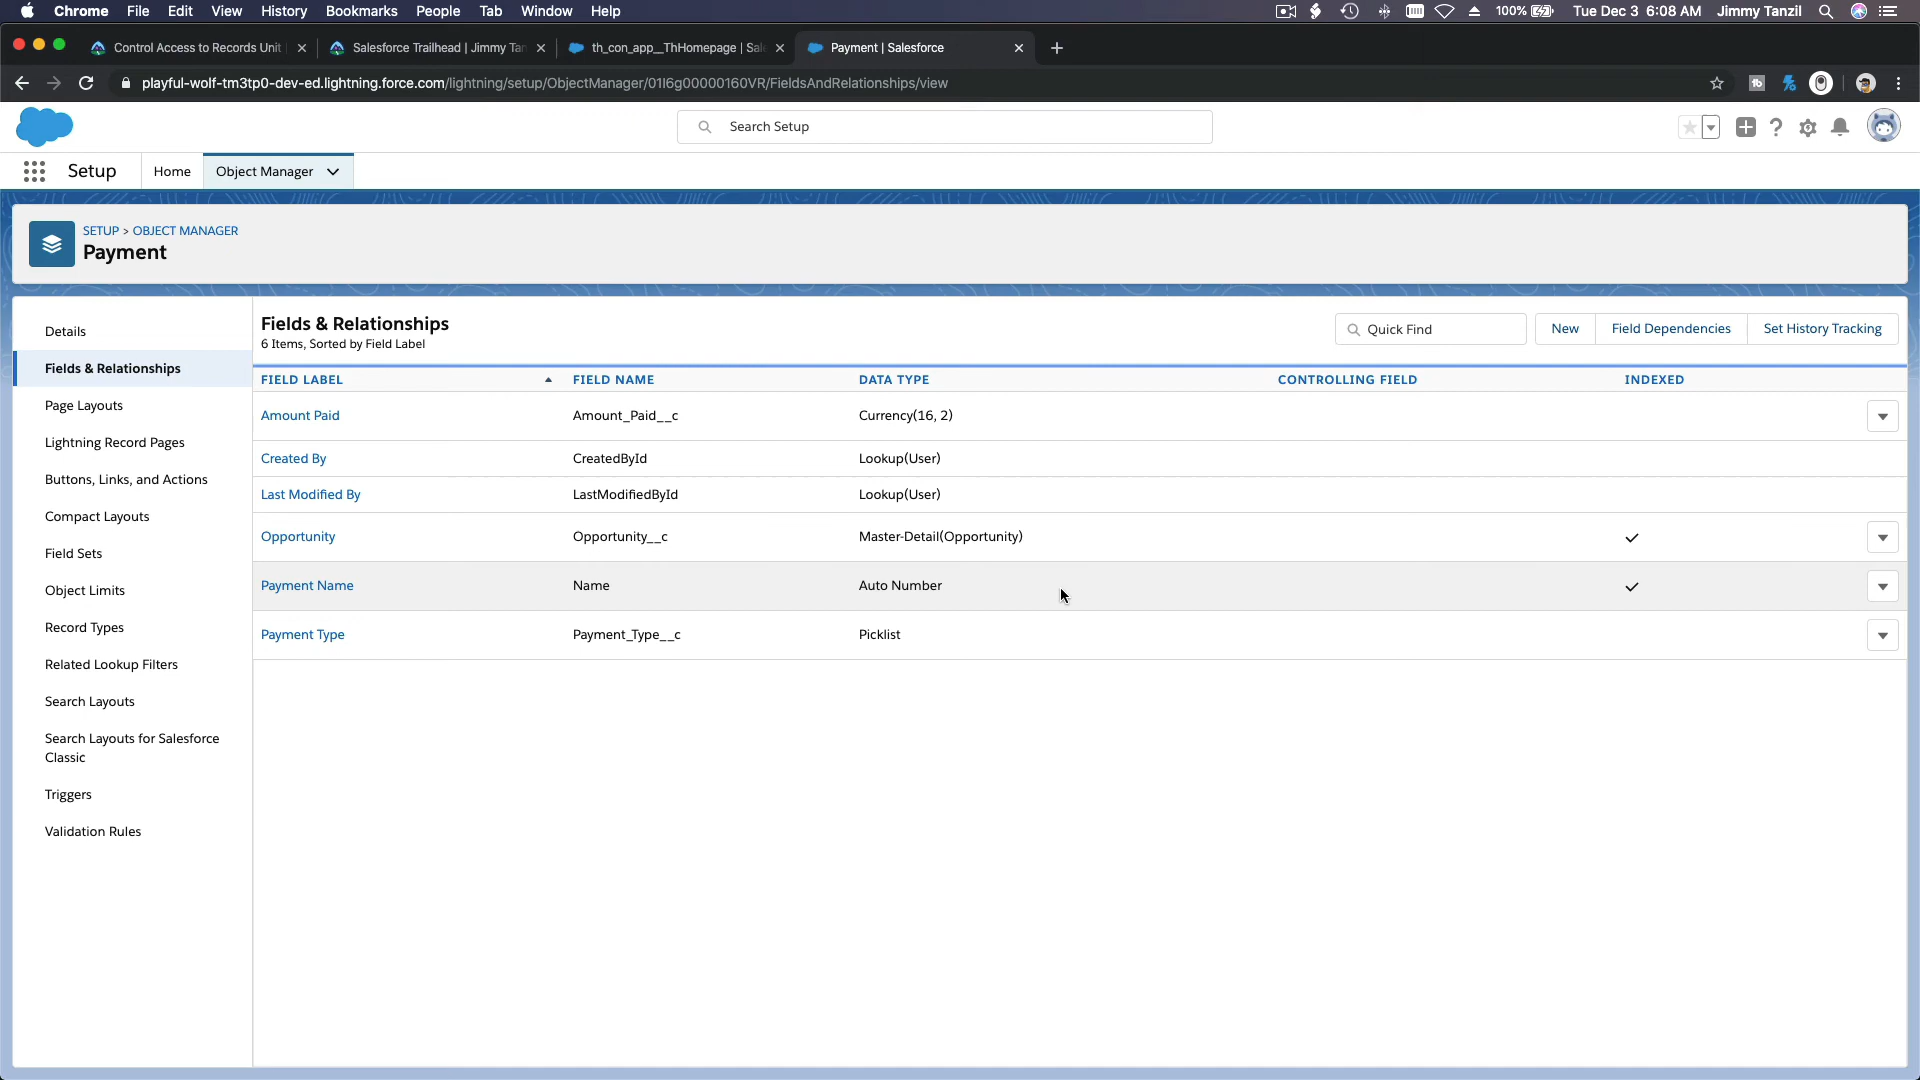 Chrome File Edit View History Bookmarks People Tab Window Help 100% Tue Dec 3 6:08 AM Jimmy Tanzil
Control Access to Records Unit Salesforce Trailhead | Jimmy Tan th_con_app__ThHomepage | Sal Payment | Salesforce
playful-wolf-tm3tp0-dev-ed.lightning.force.com/lightning/setup/ObjectManager/01I6g00000160VR/FieldsAndRelationships/view
Search Setup
Setup Home Object Manager
SETUP > OBJECT MANAGER
Payment
Details
Fields & Relationships
Page Layouts
Lightning Record Pages
Buttons, Links, and Actions
Compact Layouts
Field Sets
Object Limits
Record Types
Related Lookup Filters
Search Layouts
Search Layouts for Salesforce
Classic
Triggers
Validation Rules
Fields & Relationships
6 Items, Sorted by Field Label
Quick Find New Field Dependencies Set History Tracking
FIELD LABEL FIELD NAME DATA TYPE CONTROLLING FIELD INDEXED
Amount Paid Amount_Paid__c Currency(16, 2)
Created By CreatedById Lookup(User)
Last Modified By LastModifiedById Lookup(User)
Opportunity Opportunity__c Master-Detail(Opportunity)
Payment Name Name Auto Number
Payment Type Payment_Type__c Picklist